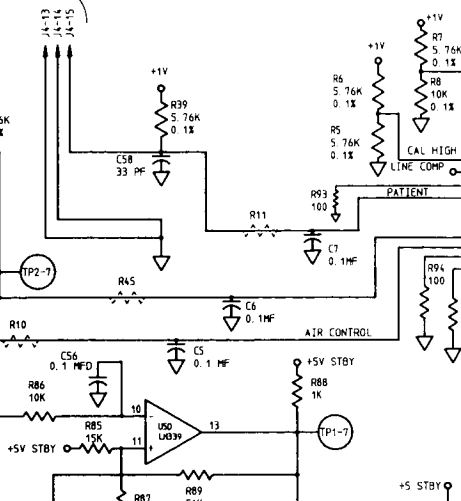 J4-13
J4-14
J4-15
+1V
R7
5.76K
0.1%
+1V
R6
5.76K
0.1%
R8
10K
0.1%
+1V
R39
5.76K
0.1%
6K
%
R5
5.76K
0.1%
C58
33 PF
CAL HIGH
LINE COMP
R93
100
PATIENT
R11
C7
0.1MF
TP2-7
R45
R94
100
C6
0.1MF
R10
AIR CONTROL
C5
0.1 MF
C56
0.1 MFD
+5V STBY
R86
10K
R88
1K
10
R85
15K
U50
LM339
13
TP1-7
+5V STBY
11
R89
R87
+5 STBY